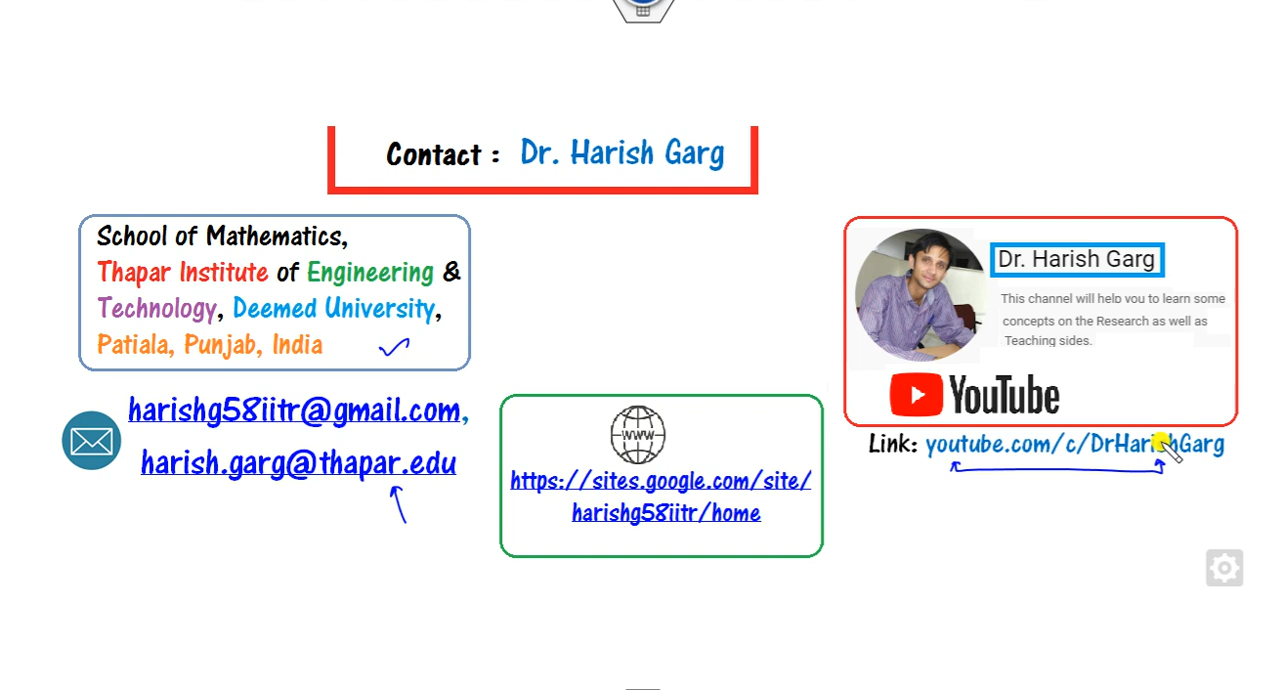 Contact : Dr. Harish Garg
School of Mathematics,
Thapar Institute of Engineering &
Technology, Deemed University,
Patiala, Punjab, India
harishg58iitr@gmail.com,
harish.garg@thapar.edu
WWW
https://sites.google.com/site/
harishg58iitr/home
Dr. Harish Garg
This channel will help you to learn some
concepts on the Research as well as
Teaching sides.
YouTube
Link: youtube.com/c/DrHarishGarg